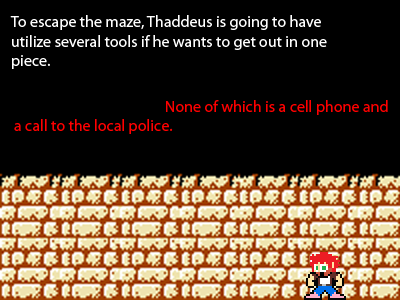 To escape the maze, Thaddeus is going to have
utilize several tools if he wants to get out in one
piece.
None of which is a cell phone and
a call to the local police.